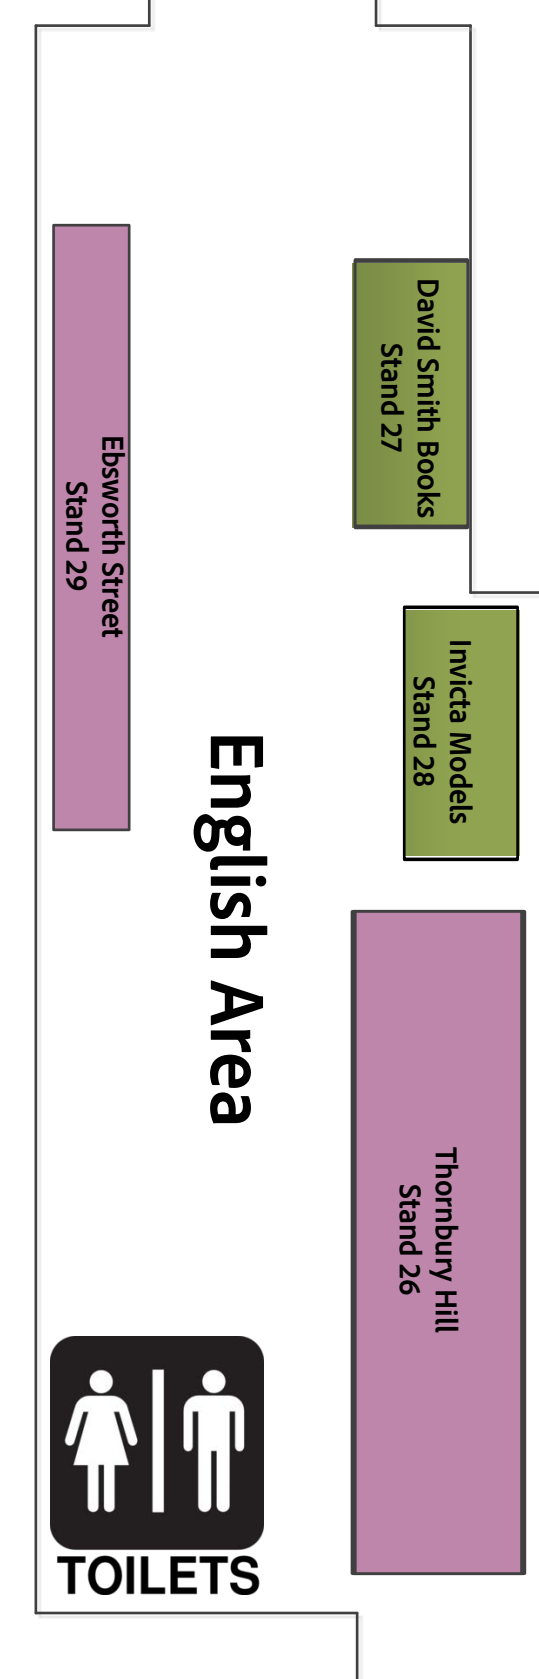 David Smith Books
Stand 27
Ebsworth Street
Stand 29
Invicta Models
Stand 28
English Area
Thornbury Hill
Stand 26
TOILETS